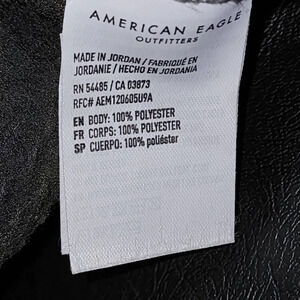 AMERICAN EAGLE
OUTFITTERS
MADE IN JORDAN / FABRIQUÉ EN
JORDANIE / HECHO EN JORDANIA
RN 54485 / CA 03873
RFC# AEM120605U9A
EN BODY: 100% POLYESTER
FR CORPS: 100% POLYESTER
SP CUERPO: 100% poliéster